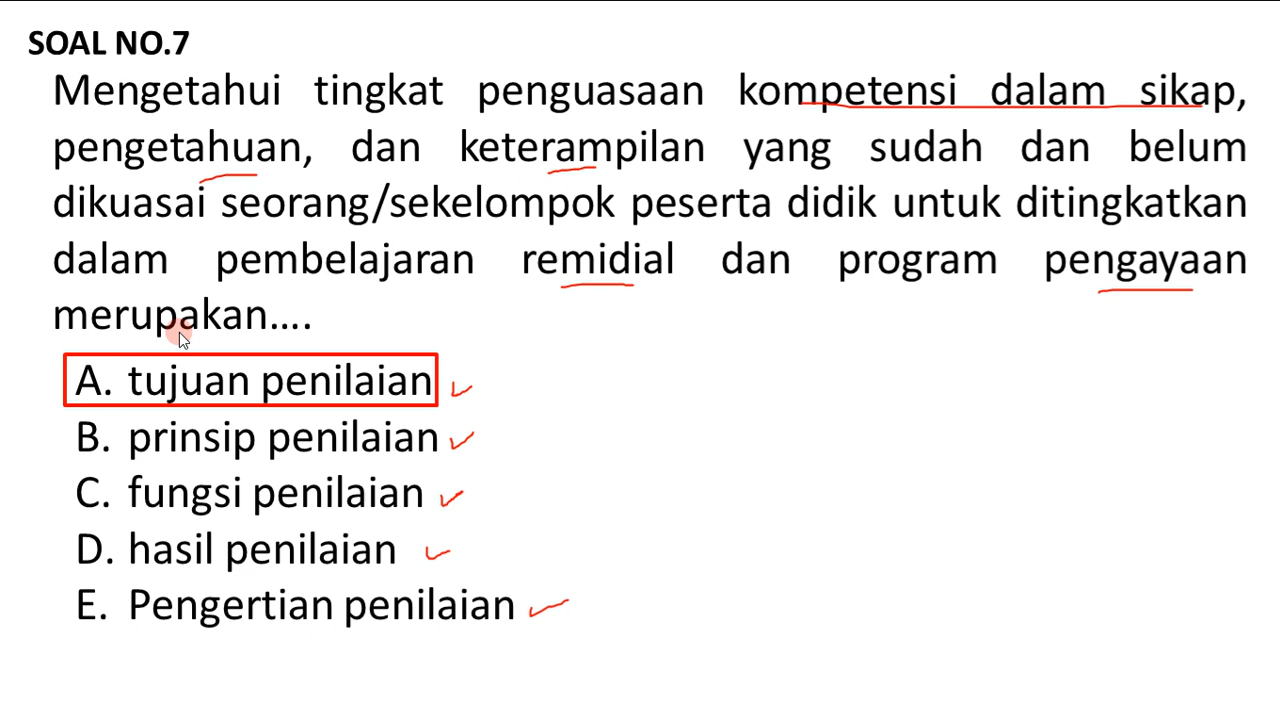 SOAL NO.7
Mengetahui tingkat penguasaan kompetensi dalam sikap,
pengetahuan, dan keterampilan yang sudah dan belum
dikuasai seorang/sekelompok peserta didik untuk ditingkatkan
dalam pembelajaran remidial dan program pengayaan
merupakan....
A. tujuan penilaian
B. prinsip penilaian
C. fungsi penilaian
D. hasil penilaian
E. Pengertian penilaian